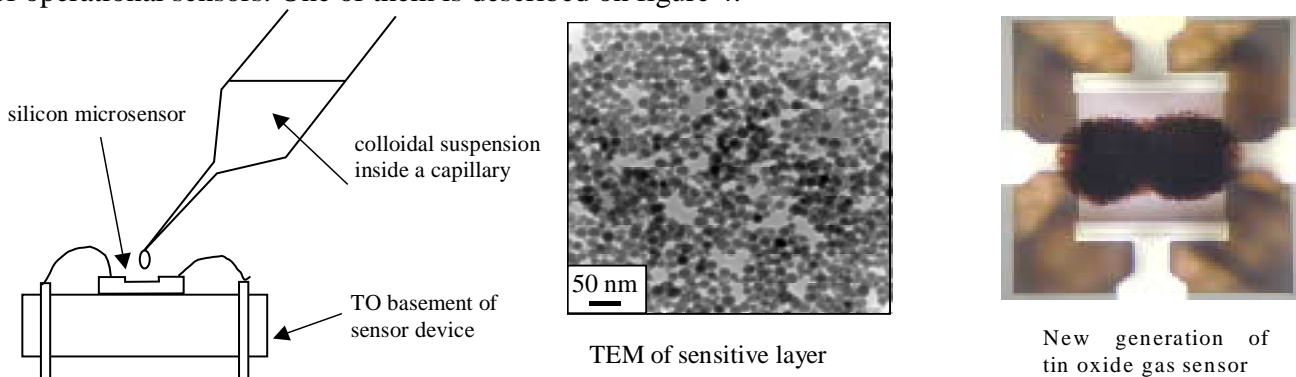 of operational sensors. One of them is described on figure 4.
silicon microsensor
colloidal suspension
inside a capillary
TO basement of
sensor device
50 nm
TEM of sensitive layer
New generation of
tin oxide gas sensor